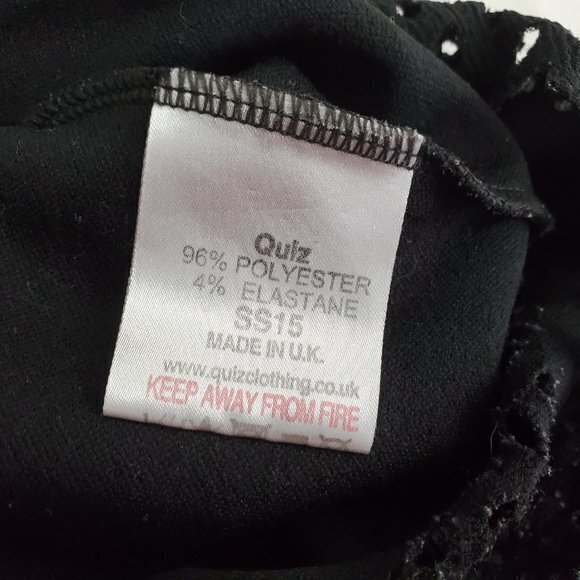 Quiz
96% POLYESTER
4% ELASTANE
SS15
MADE IN U.K.
www.quizclothing.co.uk
KEEP AWAY FROM FIRE